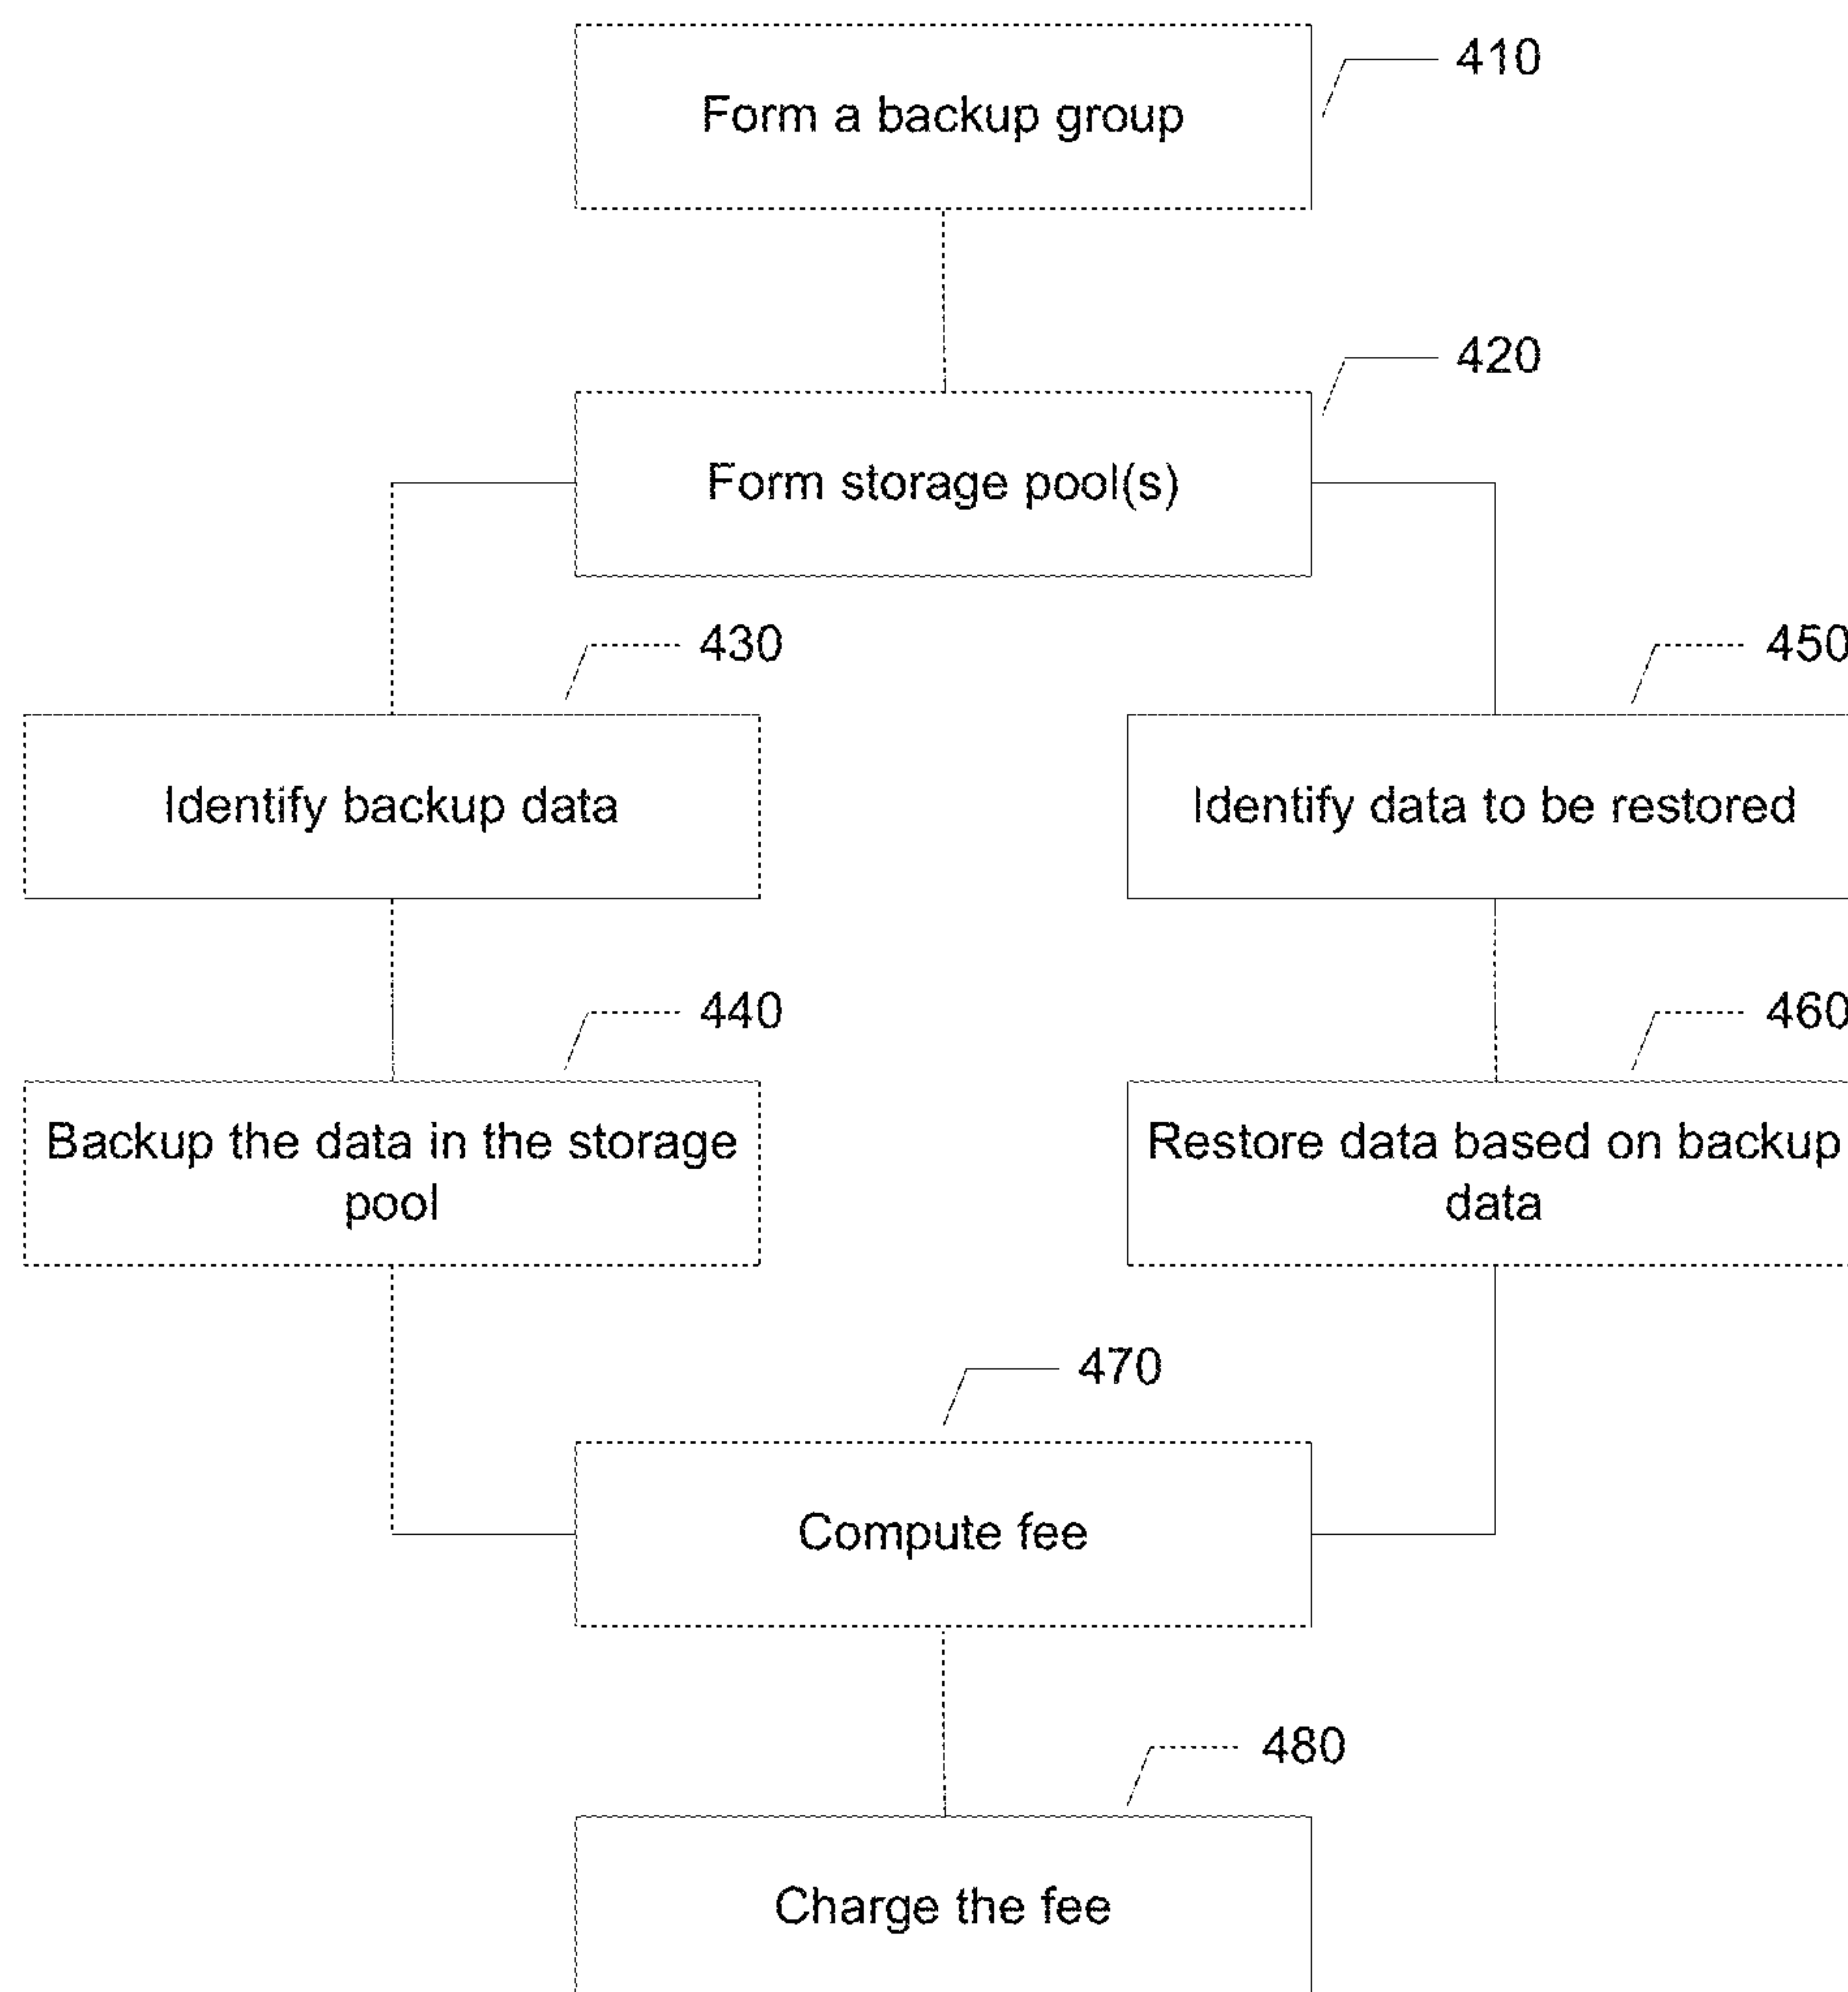 410
Form a backup group
420
Form storage pool(s)
430
450
Identify backup data
Identify data to be restored
440
460
Backup the data in the storage
pool
Restore data based on backup
data
470
Compute fee
480
Charge the fee